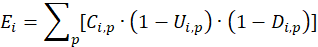 E_i = ∑_p [C_{i,p} · (1 − U_{i,p}) · (1 − D_{i,p})]